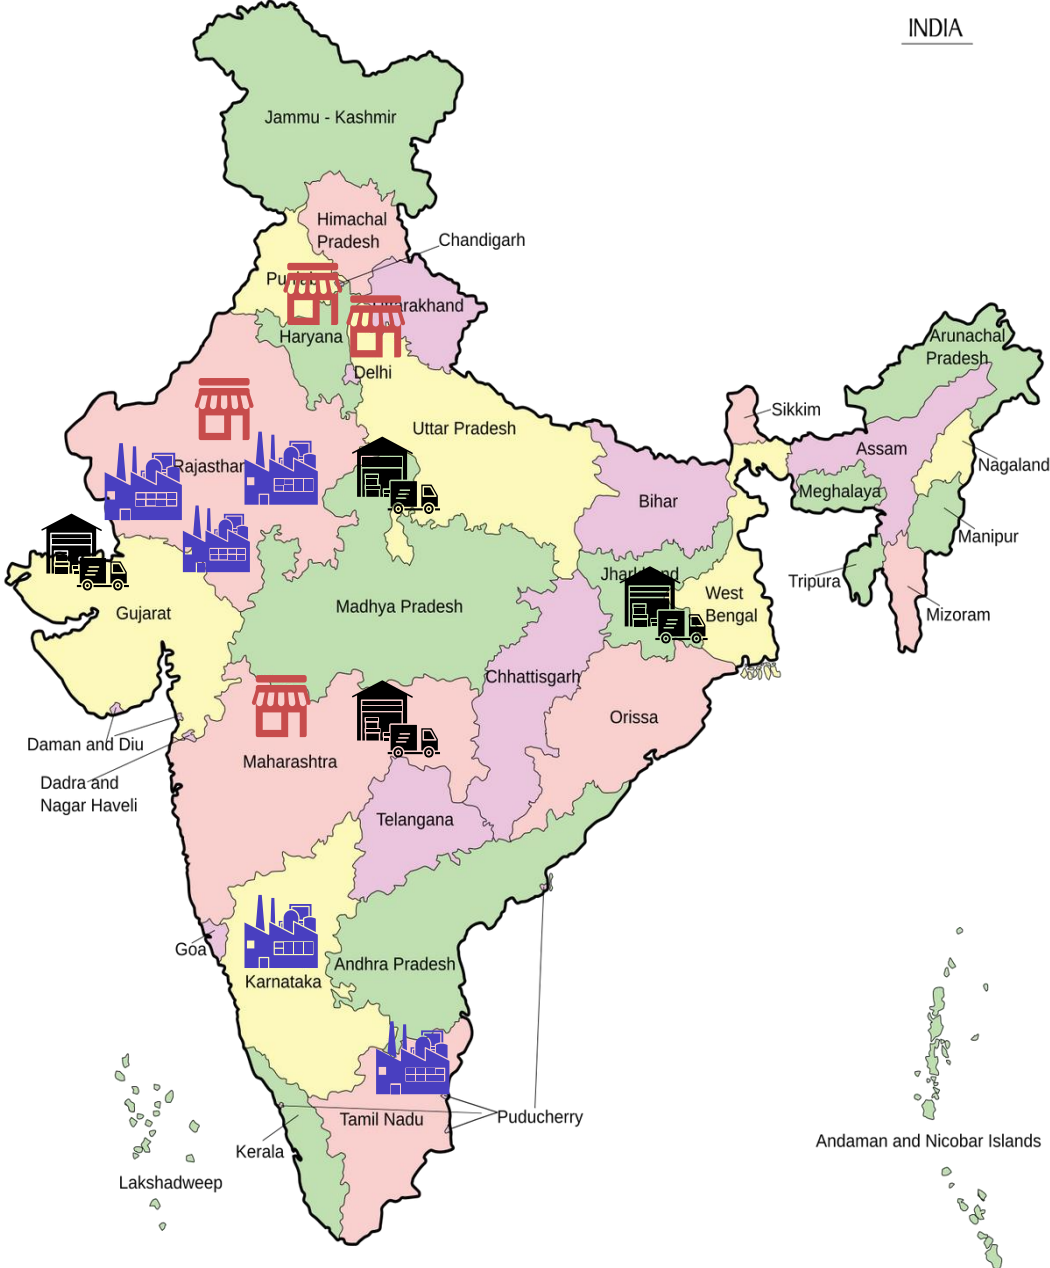 INDIA
Jammu - Kashmir
Himachal
Pradesh
Chandigarh
Uttarakhand
Haryana
Delhi
Arunachal
Pradesh
Sikkim
Uttar Pradesh
Assam
Nagaland
Rajasthan
Meghalaya
Bihar
Manipur
Tripura
Mizoram
Jharkhand
West
Bengal
Gujarat
Madhya Pradesh
Chhattisgarh
Orissa
Daman and Diu
Dadra and
Nagar Haveli
Maharashtra
Telangana
Goa
Andhra Pradesh
Karnataka
Tamil Nadu
Puducherry
Kerala
Lakshadweep
Andaman and Nicobar Islands